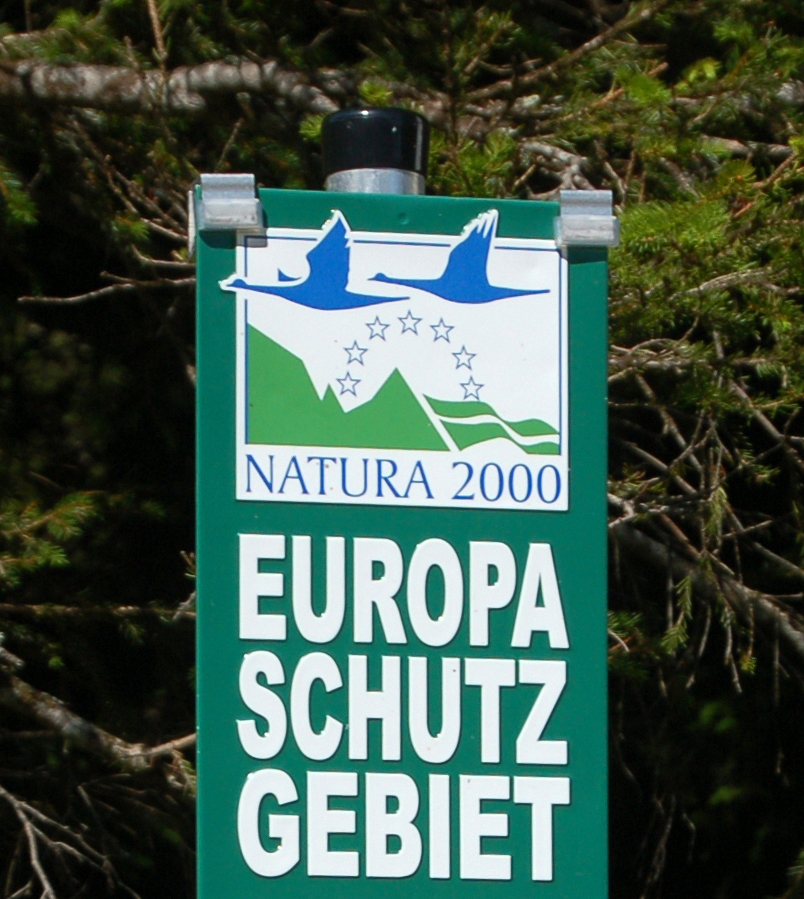 NATURA 2000
EUROPA
SCHUTZ
GEBIET